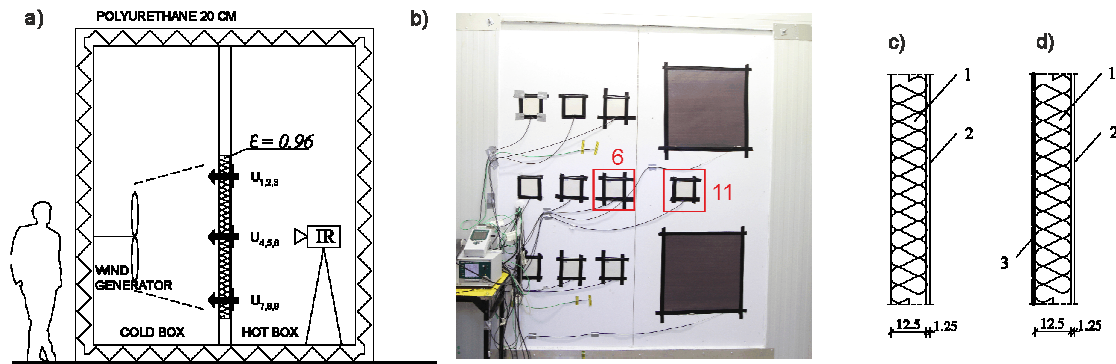 a)
POLYURETHANE 20 CM
ε = 0.96
U1,2,3
U4,5,6
U7,8,9
IR
WIND
GENERATOR
COLD BOX
HOT BOX
b)
6
11
c)
1
2
12.5
1.25
d)
1
2
3
12.5
1.25